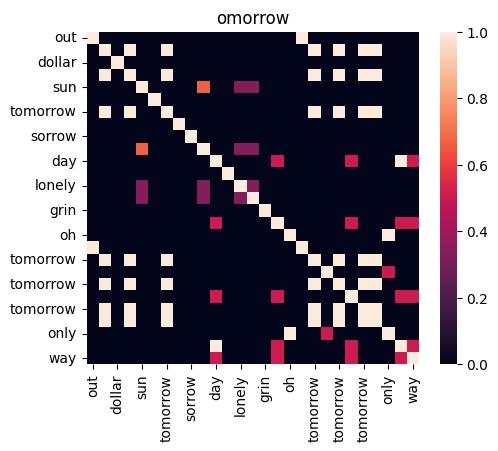 omorrow
out
dollar
sun
tomorrow
sorrow
day
lonely
grin
oh
tomorrow
tomorrow
tomorrow
only
way
1.0
0.8
0.6
0.4
0.2
0.0
out
dollar
sun
tomorrow
sorrow
day
lonely
grin
oh
tomorrow
tomorrow
tomorrow
only
way